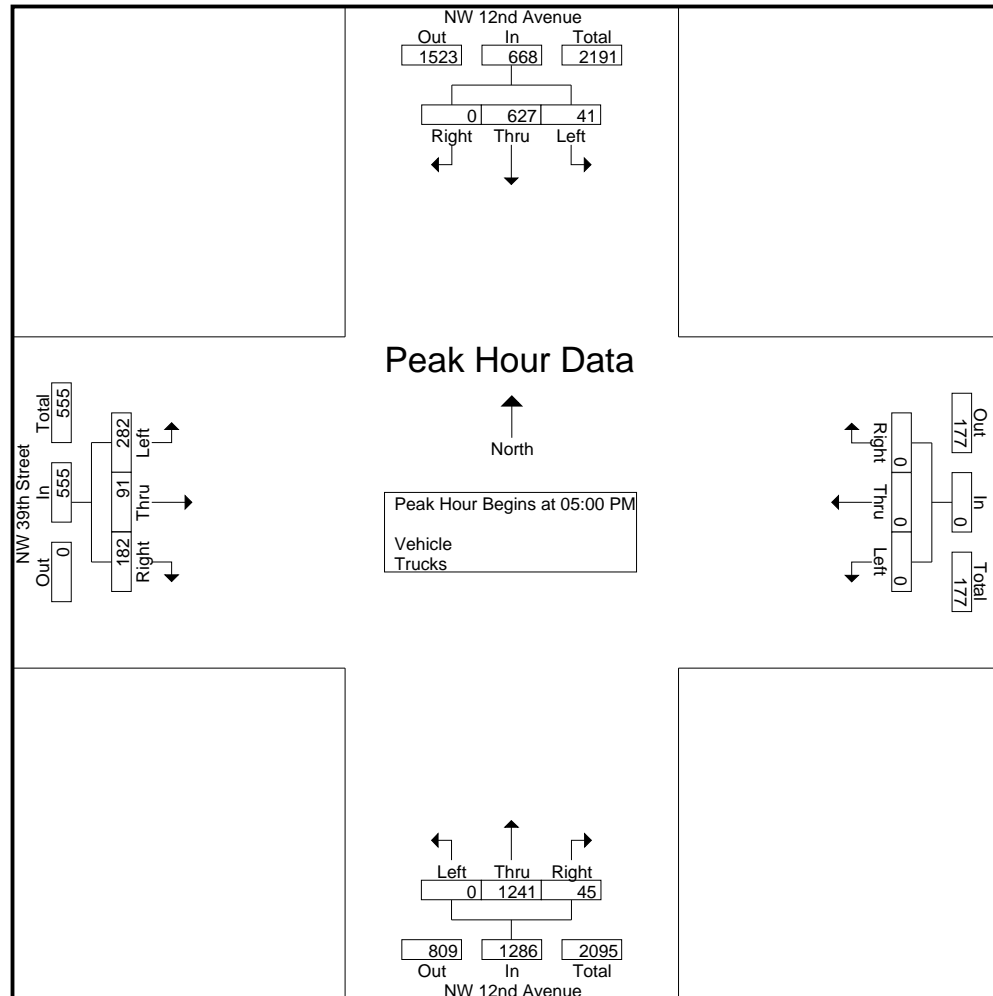 NW 12nd Avenue
Out In Total
1523 668 2191
0 627 41
Right Thru Left
Peak Hour Data
North
Peak Hour Begins at 05:00 PM
Vehicle
Trucks
NW 39th Street
Total In Out
555 555 0
282 91 182
Left Thru Right
Out In Total
177 0 177
Right Thru Left
0 0 0
Left Thru Right
0 1241 45
809 1286 2095
Out In Total
NW 12nd Avenue